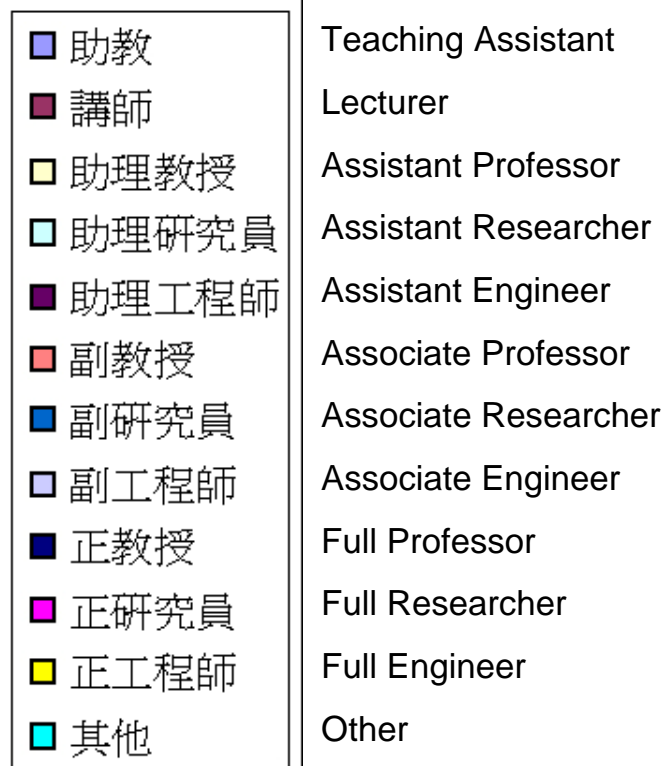 助教 Teaching Assistant
講師 Lecturer
助理教授 Assistant Professor
助理研究員 Assistant Researcher
助理工程師 Assistant Engineer
副教授 Associate Professor
副研究員 Associate Researcher
副工程師 Associate Engineer
正教授 Full Professor
正研究員 Full Researcher
正工程師 Full Engineer
其他 Other